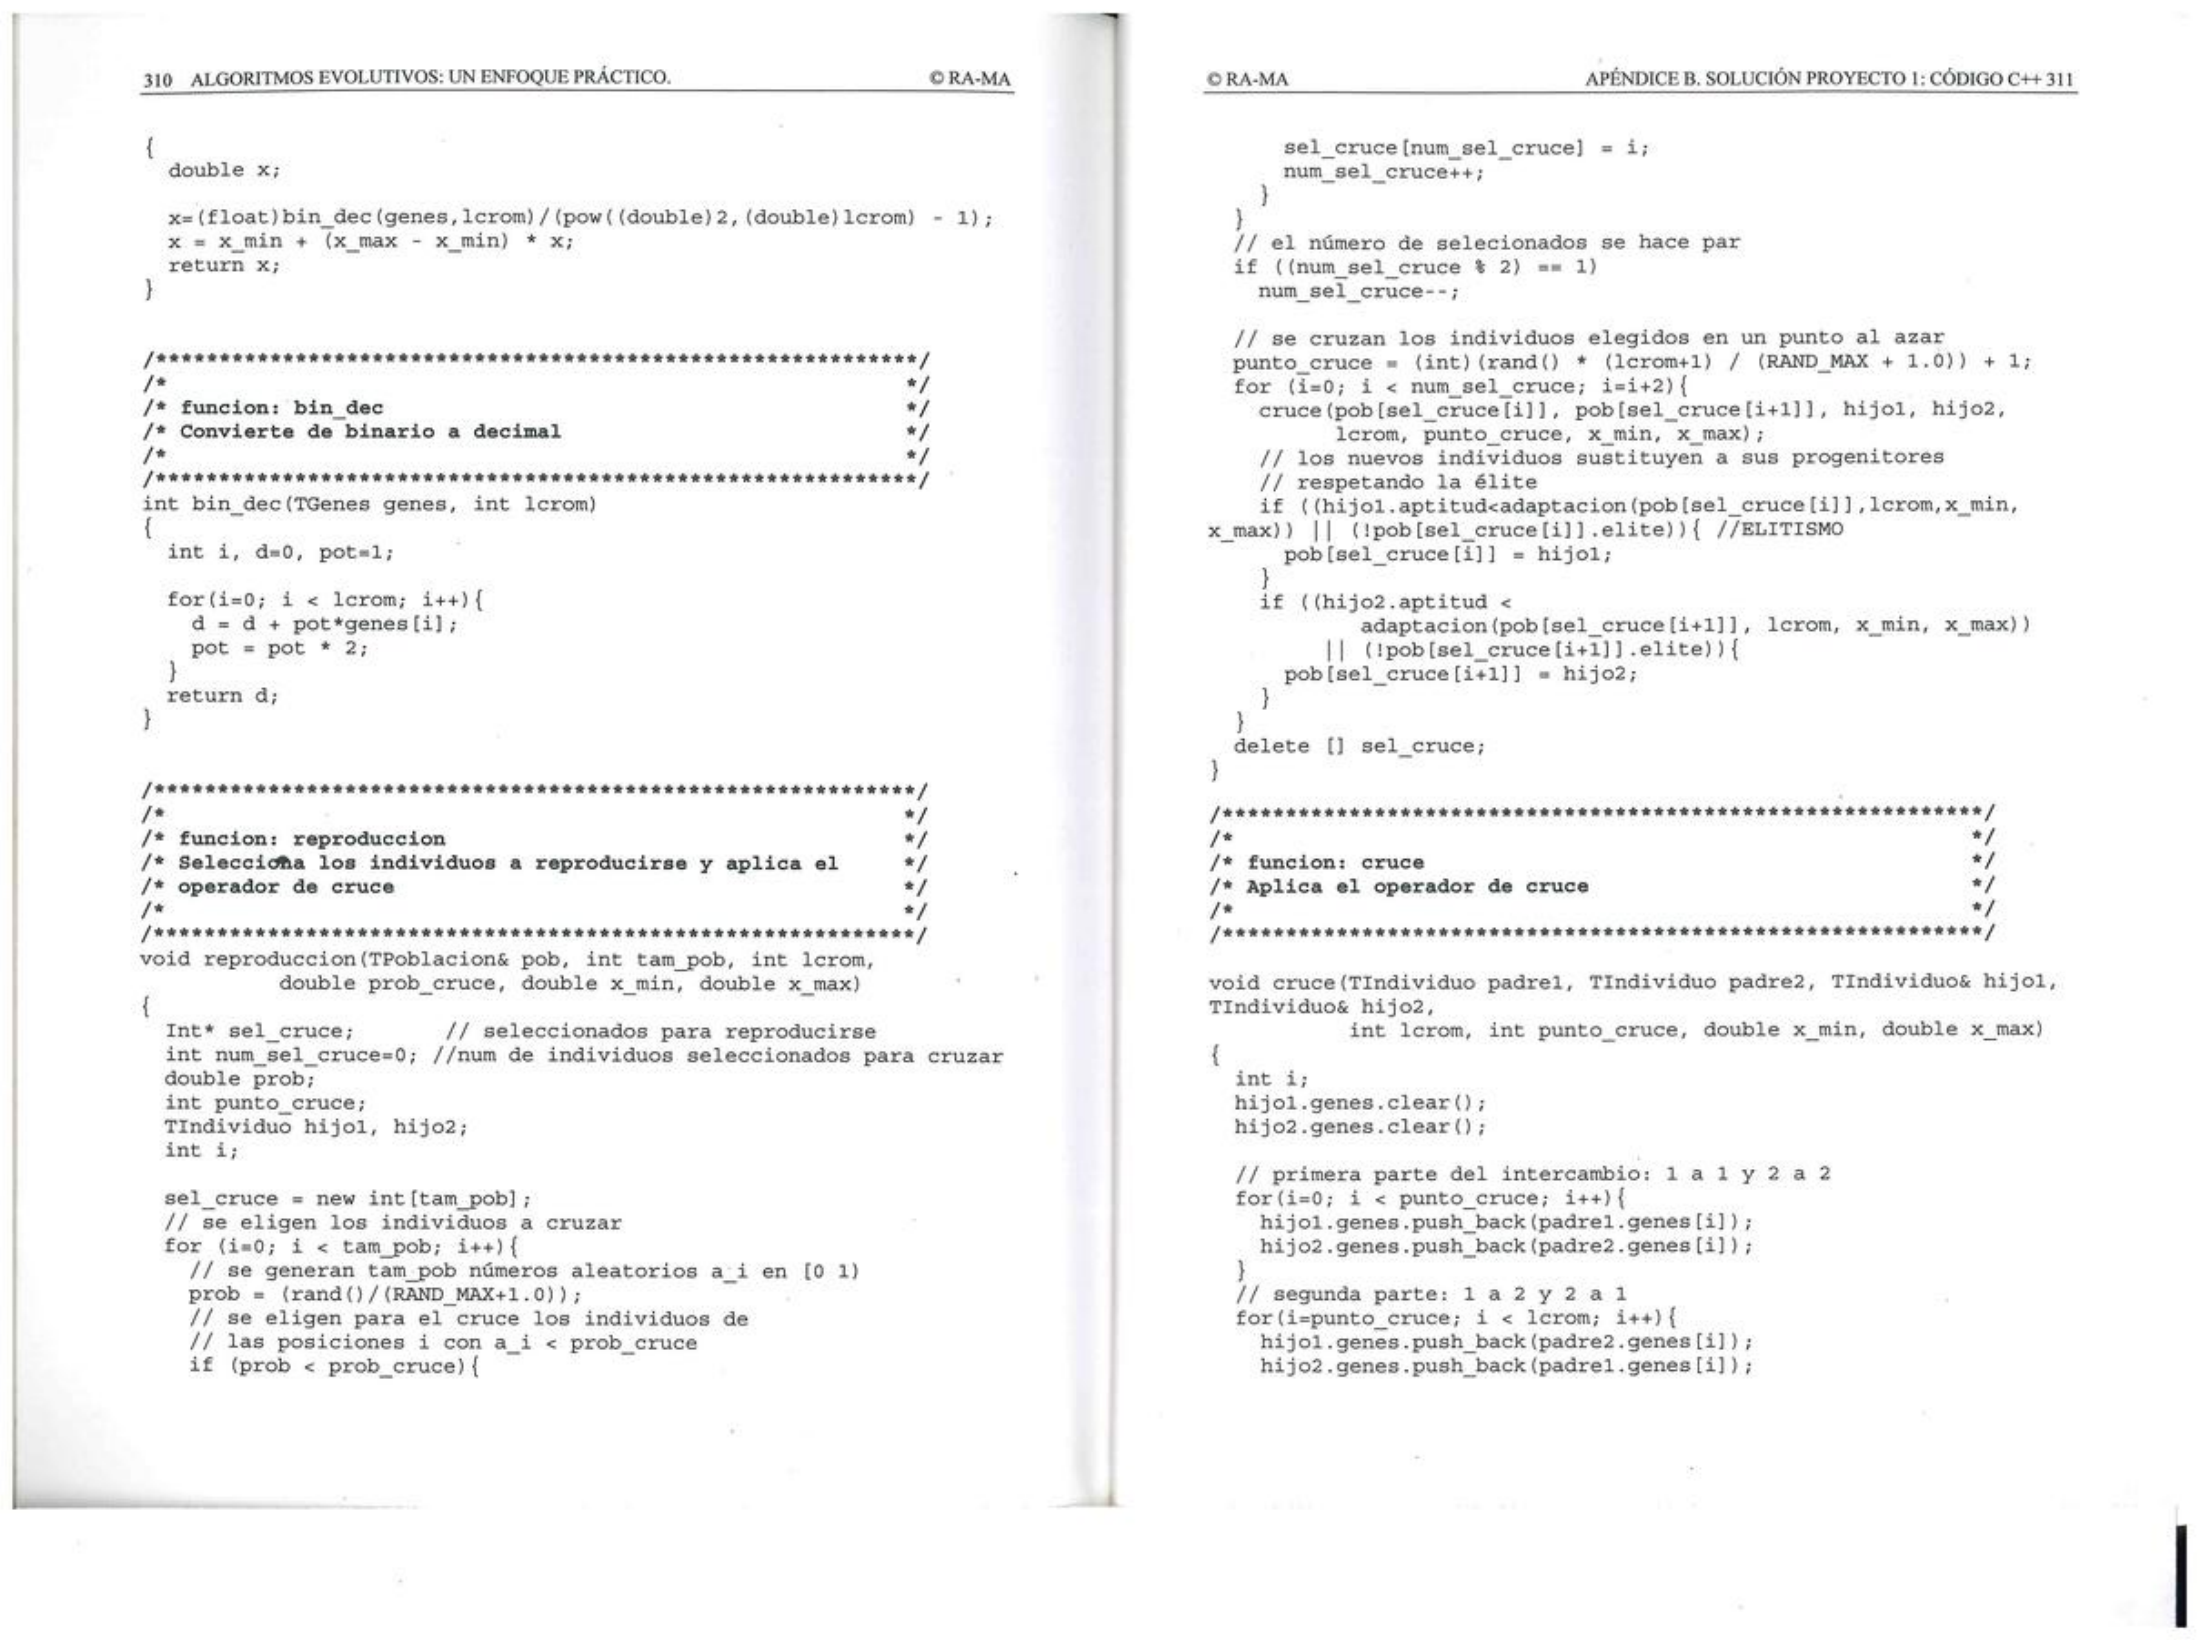 310 ALGORITMOS EVOLUTIVOS: UN ENFOQUE PRÁCTICO. © RA-MA
{
  double x;

  x=(float)bin_dec(genes,lcrom)/(pow((double)2,(double)lcrom) - 1);
  x = x_min + (x_max - x_min) * x;
  return x;
}

/************************************************************/
/* */
/* funcion: bin_dec */
/* Convierte de binario a decimal */
/* */
/************************************************************/
int bin_dec(TGenes genes, int lcrom)
{
  int i, d=0, pot=1;

  for(i=0; i < lcrom; i++){
    d = d + pot*genes[i];
    pot = pot * 2;
  }
  return d;
}

/************************************************************/
/* */
/* funcion: reproduccion */
/* Selecciona los individuos a reproducirse y aplica el */
/* operador de cruce */
/* */
/************************************************************/
void reproduccion(TPoblacion& pob, int tam_pob, int lcrom,
           double prob_cruce, double x_min, double x_max)
{
  Int* sel_cruce;       // seleccionados para reproducirse
  int num_sel_cruce=0; //num de individuos seleccionados para cruzar
  double prob;
  int punto_cruce;
  TIndividuo hijo1, hijo2;
  int i;

  sel_cruce = new int[tam_pob];
  // se eligen los individuos a cruzar
  for (i=0; i < tam_pob; i++){
    // se generan tam_pob números aleatorios a_i en [0 1)
    prob = (rand()/(RAND_MAX+1.0));
    // se eligen para el cruce los individuos de
    // las posiciones i con a_i < prob_cruce
    if (prob < prob_cruce){
© RA-MA APÉNDICE B. SOLUCIÓN PROYECTO 1: CÓDIGO C++ 311
      sel_cruce[num_sel_cruce] = i;
      num_sel_cruce++;
    }
  }
  // el número de selecionados se hace par
  if ((num_sel_cruce % 2) == 1)
    num_sel_cruce--;

  // se cruzan los individuos elegidos en un punto al azar
  punto_cruce = (int)(rand() * (lcrom+1) / (RAND_MAX + 1.0)) + 1;
  for (i=0; i < num_sel_cruce; i=i+2){
    cruce(pob[sel_cruce[i]], pob[sel_cruce[i+1]], hijo1, hijo2,
          lcrom, punto_cruce, x_min, x_max);
    // los nuevos individuos sustituyen a sus progenitores
    // respetando la élite
    if ((hijo1.aptitud<adaptacion(pob[sel_cruce[i]],lcrom,x_min,
x_max)) || (!pob[sel_cruce[i]].elite)){ //ELITISMO
      pob[sel_cruce[i]] = hijo1;
    }
    if ((hijo2.aptitud <
            adaptacion(pob[sel_cruce[i+1]], lcrom, x_min, x_max))
         || (!pob[sel_cruce[i+1]].elite)){
      pob[sel_cruce[i+1]] = hijo2;
    }
  }
  delete [] sel_cruce;
}

/************************************************************/
/* */
/* funcion: cruce */
/* Aplica el operador de cruce */
/* */
/************************************************************/

void cruce(TIndividuo padre1, TIndividuo padre2, TIndividuo& hijo1,
TIndividuo& hijo2,
           int lcrom, int punto_cruce, double x_min, double x_max)
{
  int i;
  hijo1.genes.clear();
  hijo2.genes.clear();

  // primera parte del intercambio: 1 a 1 y 2 a 2
  for(i=0; i < punto_cruce; i++){
    hijo1.genes.push_back(padre1.genes[i]);
    hijo2.genes.push_back(padre2.genes[i]);
  }
  // segunda parte: 1 a 2 y 2 a 1
  for(i=punto_cruce; i < lcrom; i++){
    hijo1.genes.push_back(padre2.genes[i]);
    hijo2.genes.push_back(padre1.genes[i]);